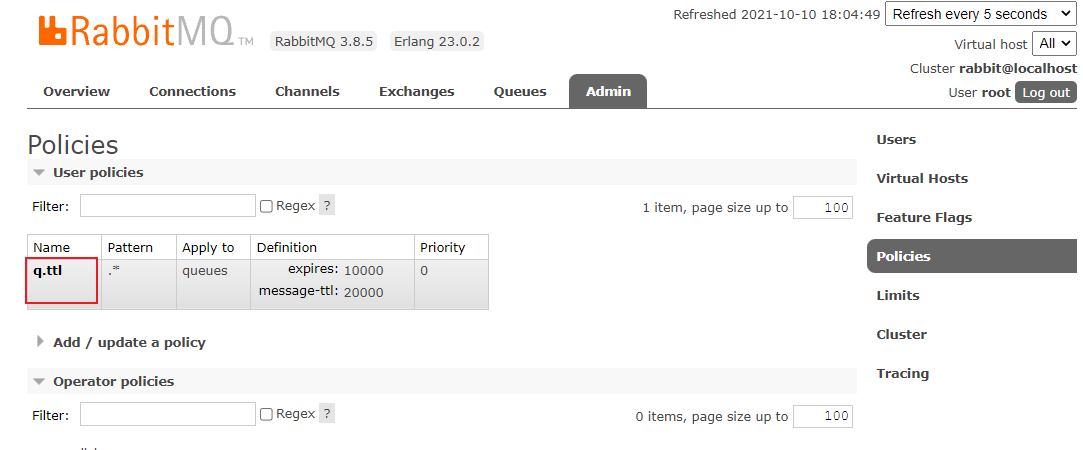 Refreshed 2021-10-10 18:04:49 Refresh every 5 seconds
RabbitMQ TM RabbitMQ 3.8.5 Erlang 23.0.2
Virtual host All
Cluster rabbit@localhost
User root Log out
Overview Connections Channels Exchanges Queues Admin
Policies
User policies
Filter: Regex ? 1 item, page size up to 100
Name Pattern Apply to Definition Priority
q.ttl .* queues expires: 10000 0
message-ttl: 20000
Add / update a policy
Operator policies
Filter: Regex ? 0 items, page size up to 100
Users
Virtual Hosts
Feature Flags
Policies
Limits
Cluster
Tracing